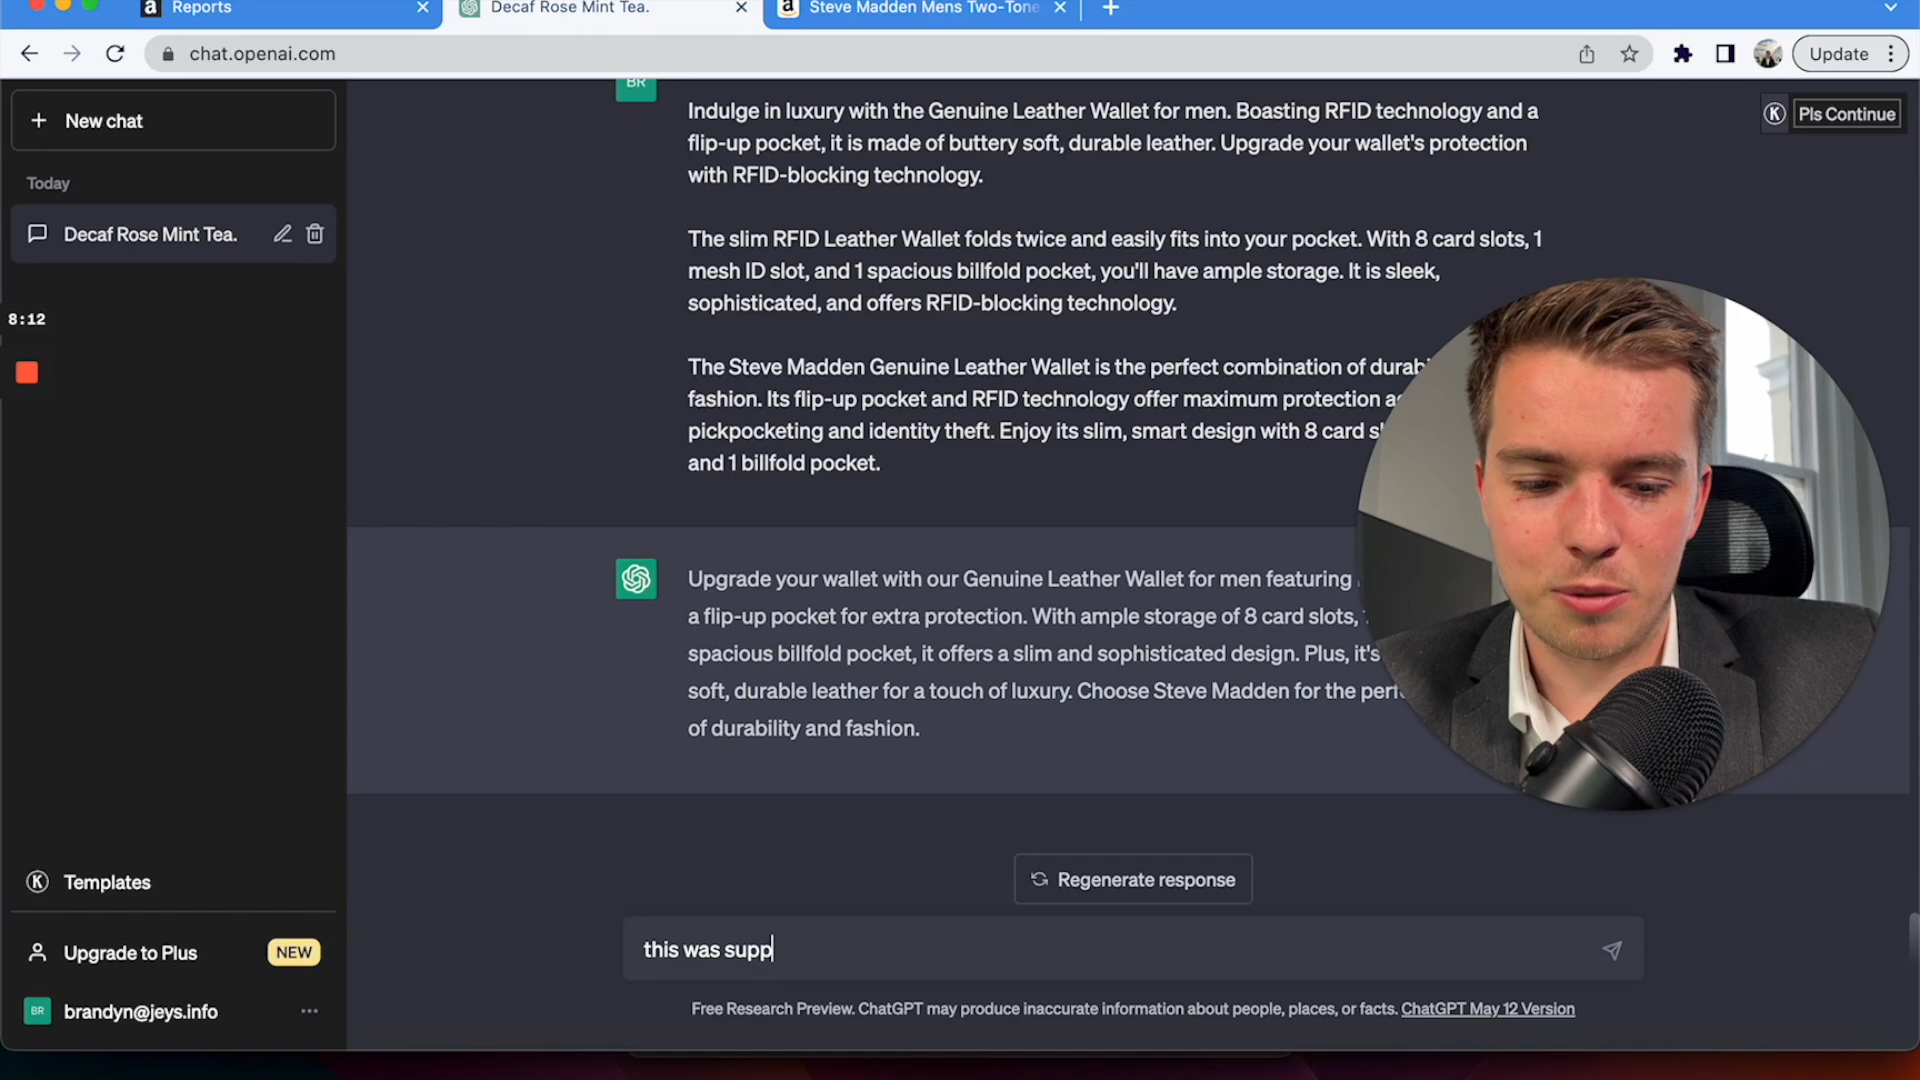 Reports
Decaf Rose Mint Tea.
Steve Madden Mens Two-Tone
chat.openai.com
Update
New chat
Pls Continue
Today
Decaf Rose Mint Tea.
8:12
BR
Indulge in luxury with the Genuine Leather Wallet for men. Boasting RFID technology and a
flip-up pocket, it is made of buttery soft, durable leather. Upgrade your wallet's protection
with RFID-blocking technology.
The slim RFID Leather Wallet folds twice and easily fits into your pocket. With 8 card slots, 1
mesh ID slot, and 1 spacious billfold pocket, you'll have ample storage. It is sleek,
sophisticated, and offers RFID-blocking technology.
The Steve Madden Genuine Leather Wallet is the perfect combination of
fashion. Its flip-up pocket and RFID technology offer maximum protection
pickpocketing and identity theft. Enjoy its slim, smart design with 8 card
and 1 billfold pocket.
Upgrade your wallet with our Genuine Leather Wallet for men featuring
a flip-up pocket for extra protection. With ample storage of 8 card slots,
spacious billfold pocket, it offers a slim and sophisticated design. Plus, it's
soft, durable leather for a touch of luxury. Choose Steve Madden for the
of durability and fashion.
Templates
Regenerate response
Upgrade to Plus
NEW
this was supp
BR
brandyn@jeys.info
Free Research Preview. ChatGPT may produce inaccurate information about people, places, or facts. ChatGPT May 12 Version